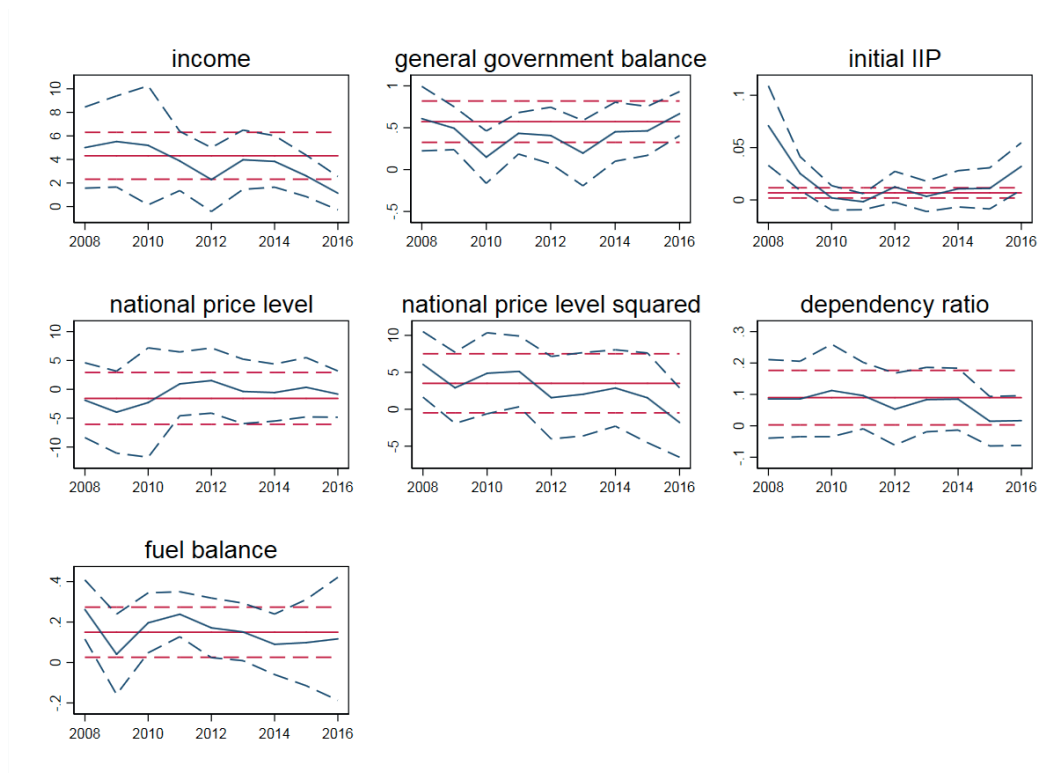 income
general government balance
initial IIP
10
8
6
4
2
0
2008 2010 2012 2014 2016
1
.5
0
-.5
2008 2010 2012 2014 2016
.1
.05
0
2008 2010 2012 2014 2016
national price level
national price level squared
dependency ratio
10
5
0
-5
-10
2008 2010 2012 2014 2016
10
5
0
-5
2008 2010 2012 2014 2016
.3
.2
.1
0
-.1
2008 2010 2012 2014 2016
fuel balance
.4
.2
0
-.2
2008 2010 2012 2014 2016